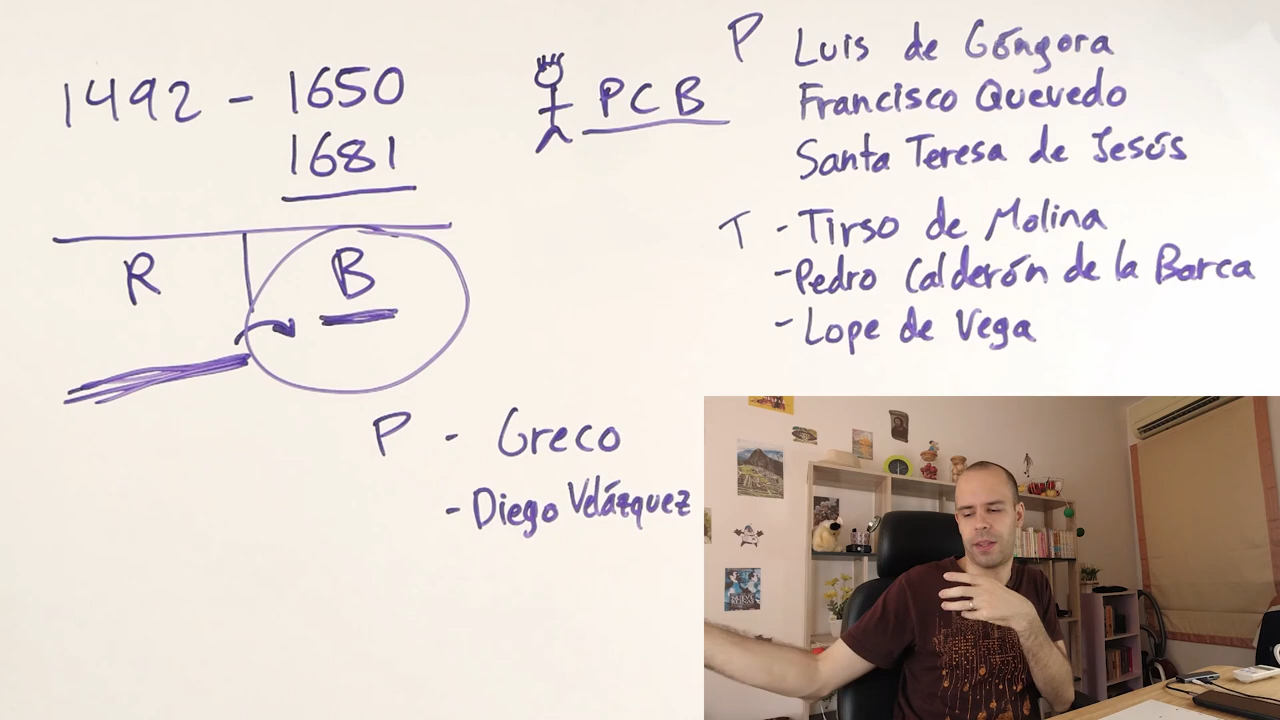 1492 - 1650
1681
R
B
PCB
P Luis de Góngora
Francisco Quevedo
Santa Teresa de Jesús
T - Tirso de Molina
- Pedro Calderón de la Barca
- Lope de Vega
P - Greco
- Diego Velázquez